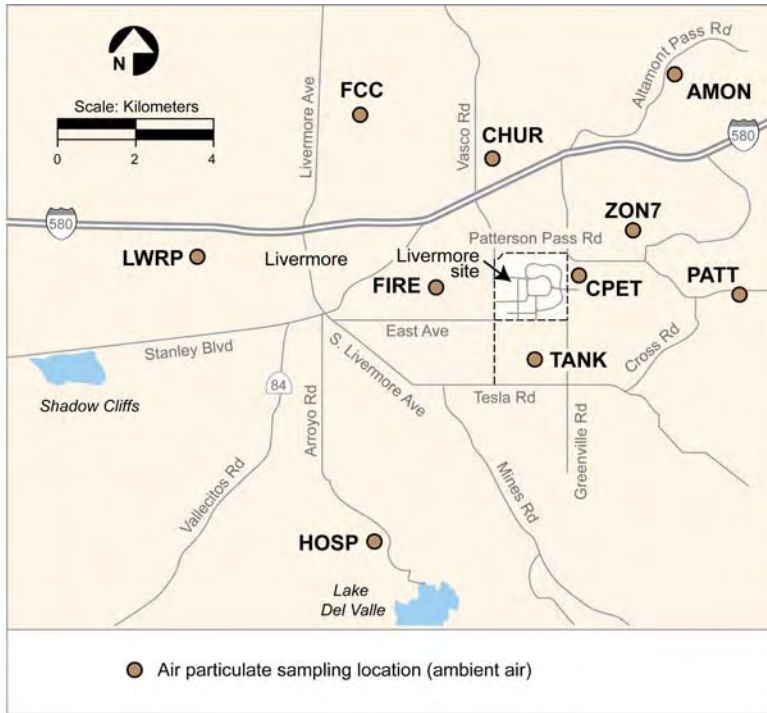 N
Scale: Kilometers
0 2 4
Livermore Ave
FCC
Vasco Rd
CHUR
Altamont Pass Rd
AMON
580
580
LWRP
Livermore
ZON7
Patterson Pass Rd
Livermore
site
FIRE
CPET
PATT
East Ave
Stanley Blvd
S. Livermore Ave
TANK
Cross Rd
Tesla Rd
Shadow Cliffs
84
Arroyo Rd
Vallecitos Rd
Mines Rd
Greenville Rd
HOSP
Lake
Del Valle
Air particulate sampling location (ambient air)